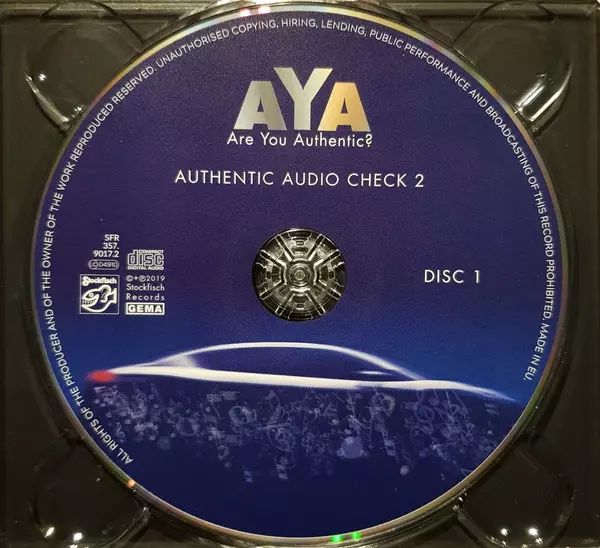 ALL RIGHTS OF THE PRODUCER AND OF THE OWNER OF THE WORK REPRODUCED RESERVED. UNAUTHORISED COPYING, HIRING, LENDING, PUBLIC PERFORMANCE AND BROADCASTING OF THIS RECORD PROHIBITED. MADE IN EU.
AYA
Are You Authentic?
AUTHENTIC AUDIO CHECK 2
SFR
357.
9017.2
LC 04910
COMPACT
disc
DIGITAL AUDIO
©+℗2019
Stockfisch
Records
GEMA
Stockfisch
DISC 1